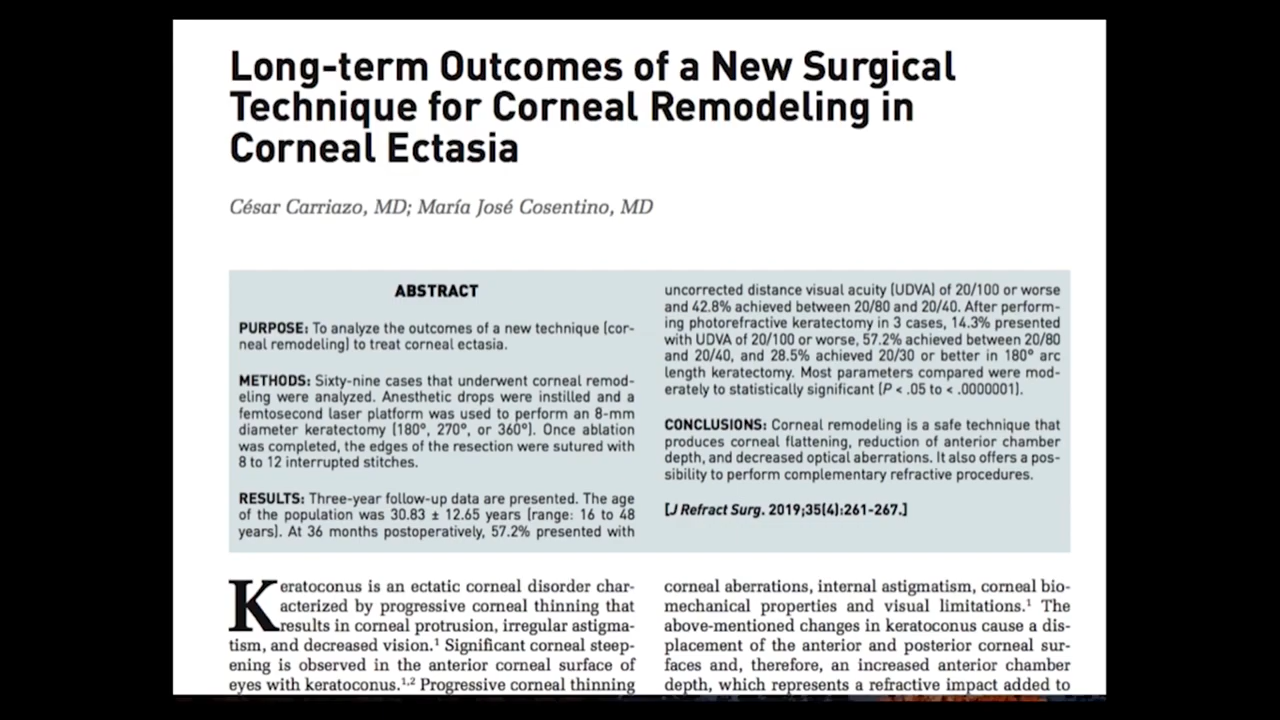 Long-term Outcomes of a New Surgical
Technique for Corneal Remodeling in
Corneal Ectasia
César Carriazo, MD; María José Cosentino, MD
ABSTRACT
PURPOSE: To analyze the outcomes of a new technique (cor-
neal remodeling) to treat corneal ectasia.
METHODS: Sixty-nine cases that underwent corneal remod-
eling were analyzed. Anesthetic drops were instilled and a
femtosecond laser platform was used to perform an 8-mm
diameter keratectomy (180°, 270°, or 360°). Once ablation
was completed, the edges of the resection were sutured with
8 to 12 interrupted stitches.
RESULTS: Three-year follow-up data are presented. The age
of the population was 30.83 ± 12.65 years (range: 16 to 48
years). At 36 months postoperatively, 57.2% presented with
uncorrected distance visual acuity (UDVA) of 20/100 or worse
and 42.8% achieved between 20/80 and 20/40. After perform-
ing photorefractive keratectomy in 3 cases, 14.3% presented
with UDVA of 20/100 or worse, 57.2% achieved between 20/80
and 20/40, and 28.5% achieved 20/30 or better in 180° arc
length keratectomy. Most parameters compared were mod-
erately to statistically significant (P < .05 to < .0000001).
CONCLUSIONS: Corneal remodeling is a safe technique that
produces corneal flattening, reduction of anterior chamber
depth, and decreased optical aberrations. It also offers a pos-
sibility to perform complementary refractive procedures.
[J Refract Surg. 2019;35(4):261-267.]
Keratoconus is an ectatic corneal disorder char-
acterized by progressive corneal thinning that
results in corneal protrusion, irregular astigma-
tism, and decreased vision.¹ Significant corneal steep-
ening is observed in the anterior corneal surface of
eyes with keratoconus.¹,² Progressive corneal thinning
corneal aberrations, internal astigmatism, corneal bio-
mechanical properties and visual limitations.¹ The
above-mentioned changes in keratoconus cause a dis-
placement of the anterior and posterior corneal sur-
faces and, therefore, an increased anterior chamber
depth, which represents a refractive impact added to